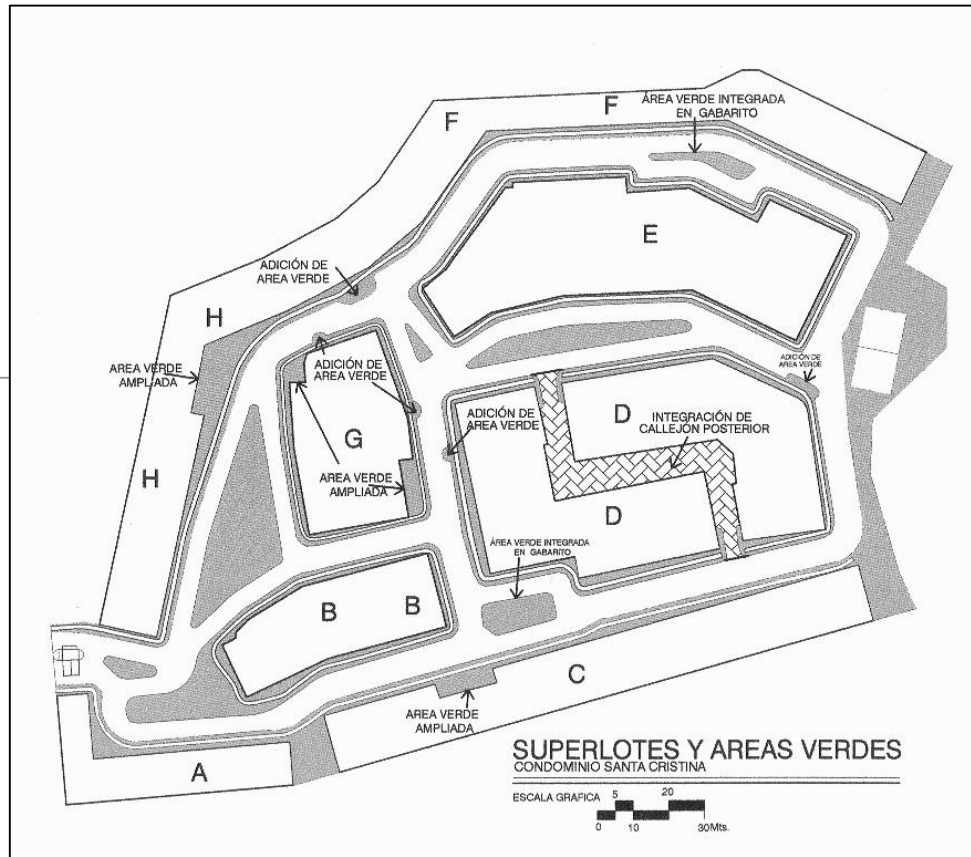 ÁREA VERDE INTEGRADA
EN GABARITO
F
F
E
ADICIÓN DE
AREA VERDE
H
AREA VERDE
AMPLIADA
ADICIÓN DE
AREA VERDE
ADICIÓN DE
AREA VERDE
ADICIÓN DE
AREA VERDE
D
INTEGRACIÓN DE
CALLEJÓN POSTERIOR
G
H
AREA VERDE
AMPLIADA
D
ÁREA VERDE INTEGRADA
EN GABARITO
B
B
C
AREA VERDE
AMPLIADA
A
SUPERLOTES Y AREAS VERDES
CONDOMINIO SANTA CRISTINA
ESCALA GRAFICA
5
20
0
10
30Mts.